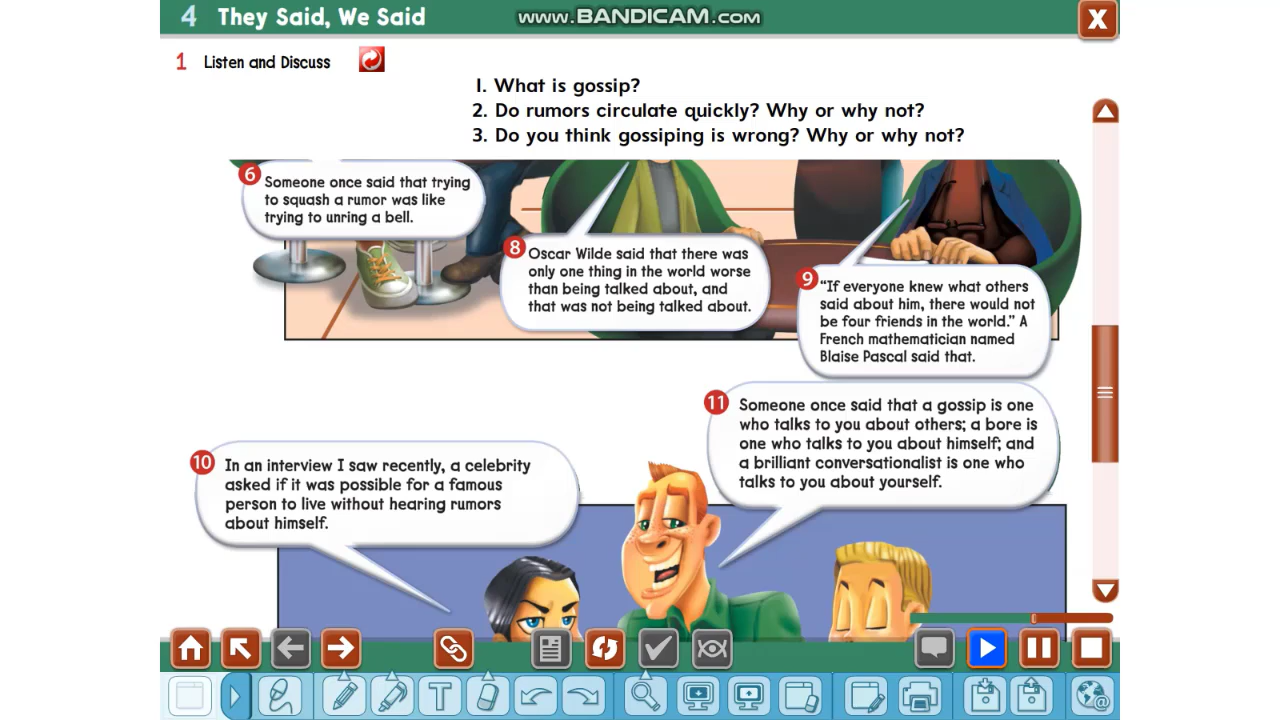 4 They Said, We Said
www.BANDICAM.com
X
1 Listen and Discuss
1. What is gossip?
2. Do rumors circulate quickly? Why or why not?
3. Do you think gossiping is wrong? Why or why not?
6
Someone once said that trying
to squash a rumor was like
trying to unring a bell.
8
Oscar Wilde said that there was
only one thing in the world worse
than being talked about, and
that was not being talked about.
9
"If everyone knew what others
said about him, there would not
be four friends in the world." A
French mathematician named
Blaise Pascal said that.
11
Someone once said that a gossip is one
who talks to you about others; a bore is
one who talks to you about himself; and
a brilliant conversationalist is one who
talks to you about yourself.
10
In an interview I saw recently, a celebrity
asked if it was possible for a famous
person to live without hearing rumors
about himself.
T
@